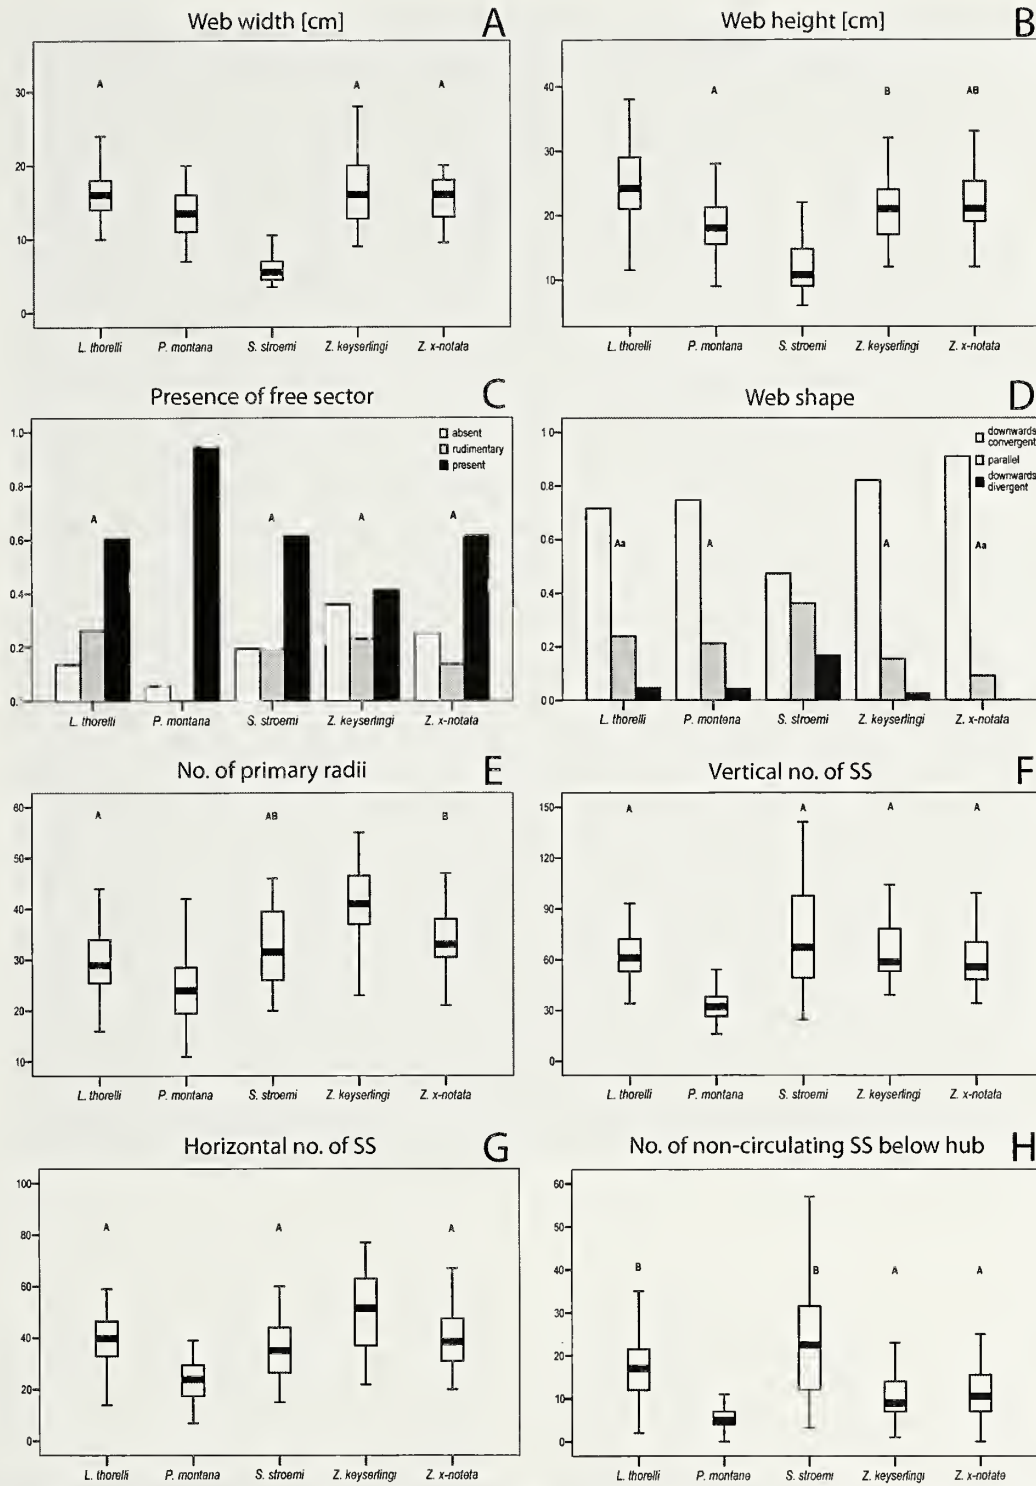 Web width [cm] A
30
20
10
0
A A A
L. thorelli P. montana S. stroemi Z. keyserlingi Z. x-notata
Web height [cm] B
40
30
20
10
A B AB
L. thorelli P. montana S. stroemi Z. keyserlingi Z. x-notata
Presence of free sector C
1.0
0.8
0.6
0.4
0.2
0.
absent
rudimentary
present
A A A A
L. thorelli P. montana S. stroemi Z. keyserlingi Z. x-notata
Web shape D
1.0
0.8
0.6
0.4
0.2
0.0
downwards
convergent
parallel
downwards
divergent
Aa A A Aa
L. thorelli P. montana S. stroemi Z. keyserlingi Z. x-notata
No. of primary radii E
60
50
40
30
20
10
A AB B
L. thorelli P. montana S. stroemi Z. keyserlingi Z. x-notata
Vertical no. of SS F
150
120
90
60
30
0
A A A A
L. thorelli P. montana S. stroemi Z. keyserlingi Z. x-notata
Horizontal no. of SS G
100
80
60
40
20
0
A A A
L. thorelli P. montana S. stroemi Z. keyserlingi Z. x-notata
No. of non-circulating SS below hub H
60
50
40
30
20
10
0
B B A A
L. thorelli P. montana S. stroemi Z. keyserlingi Z. x-notata